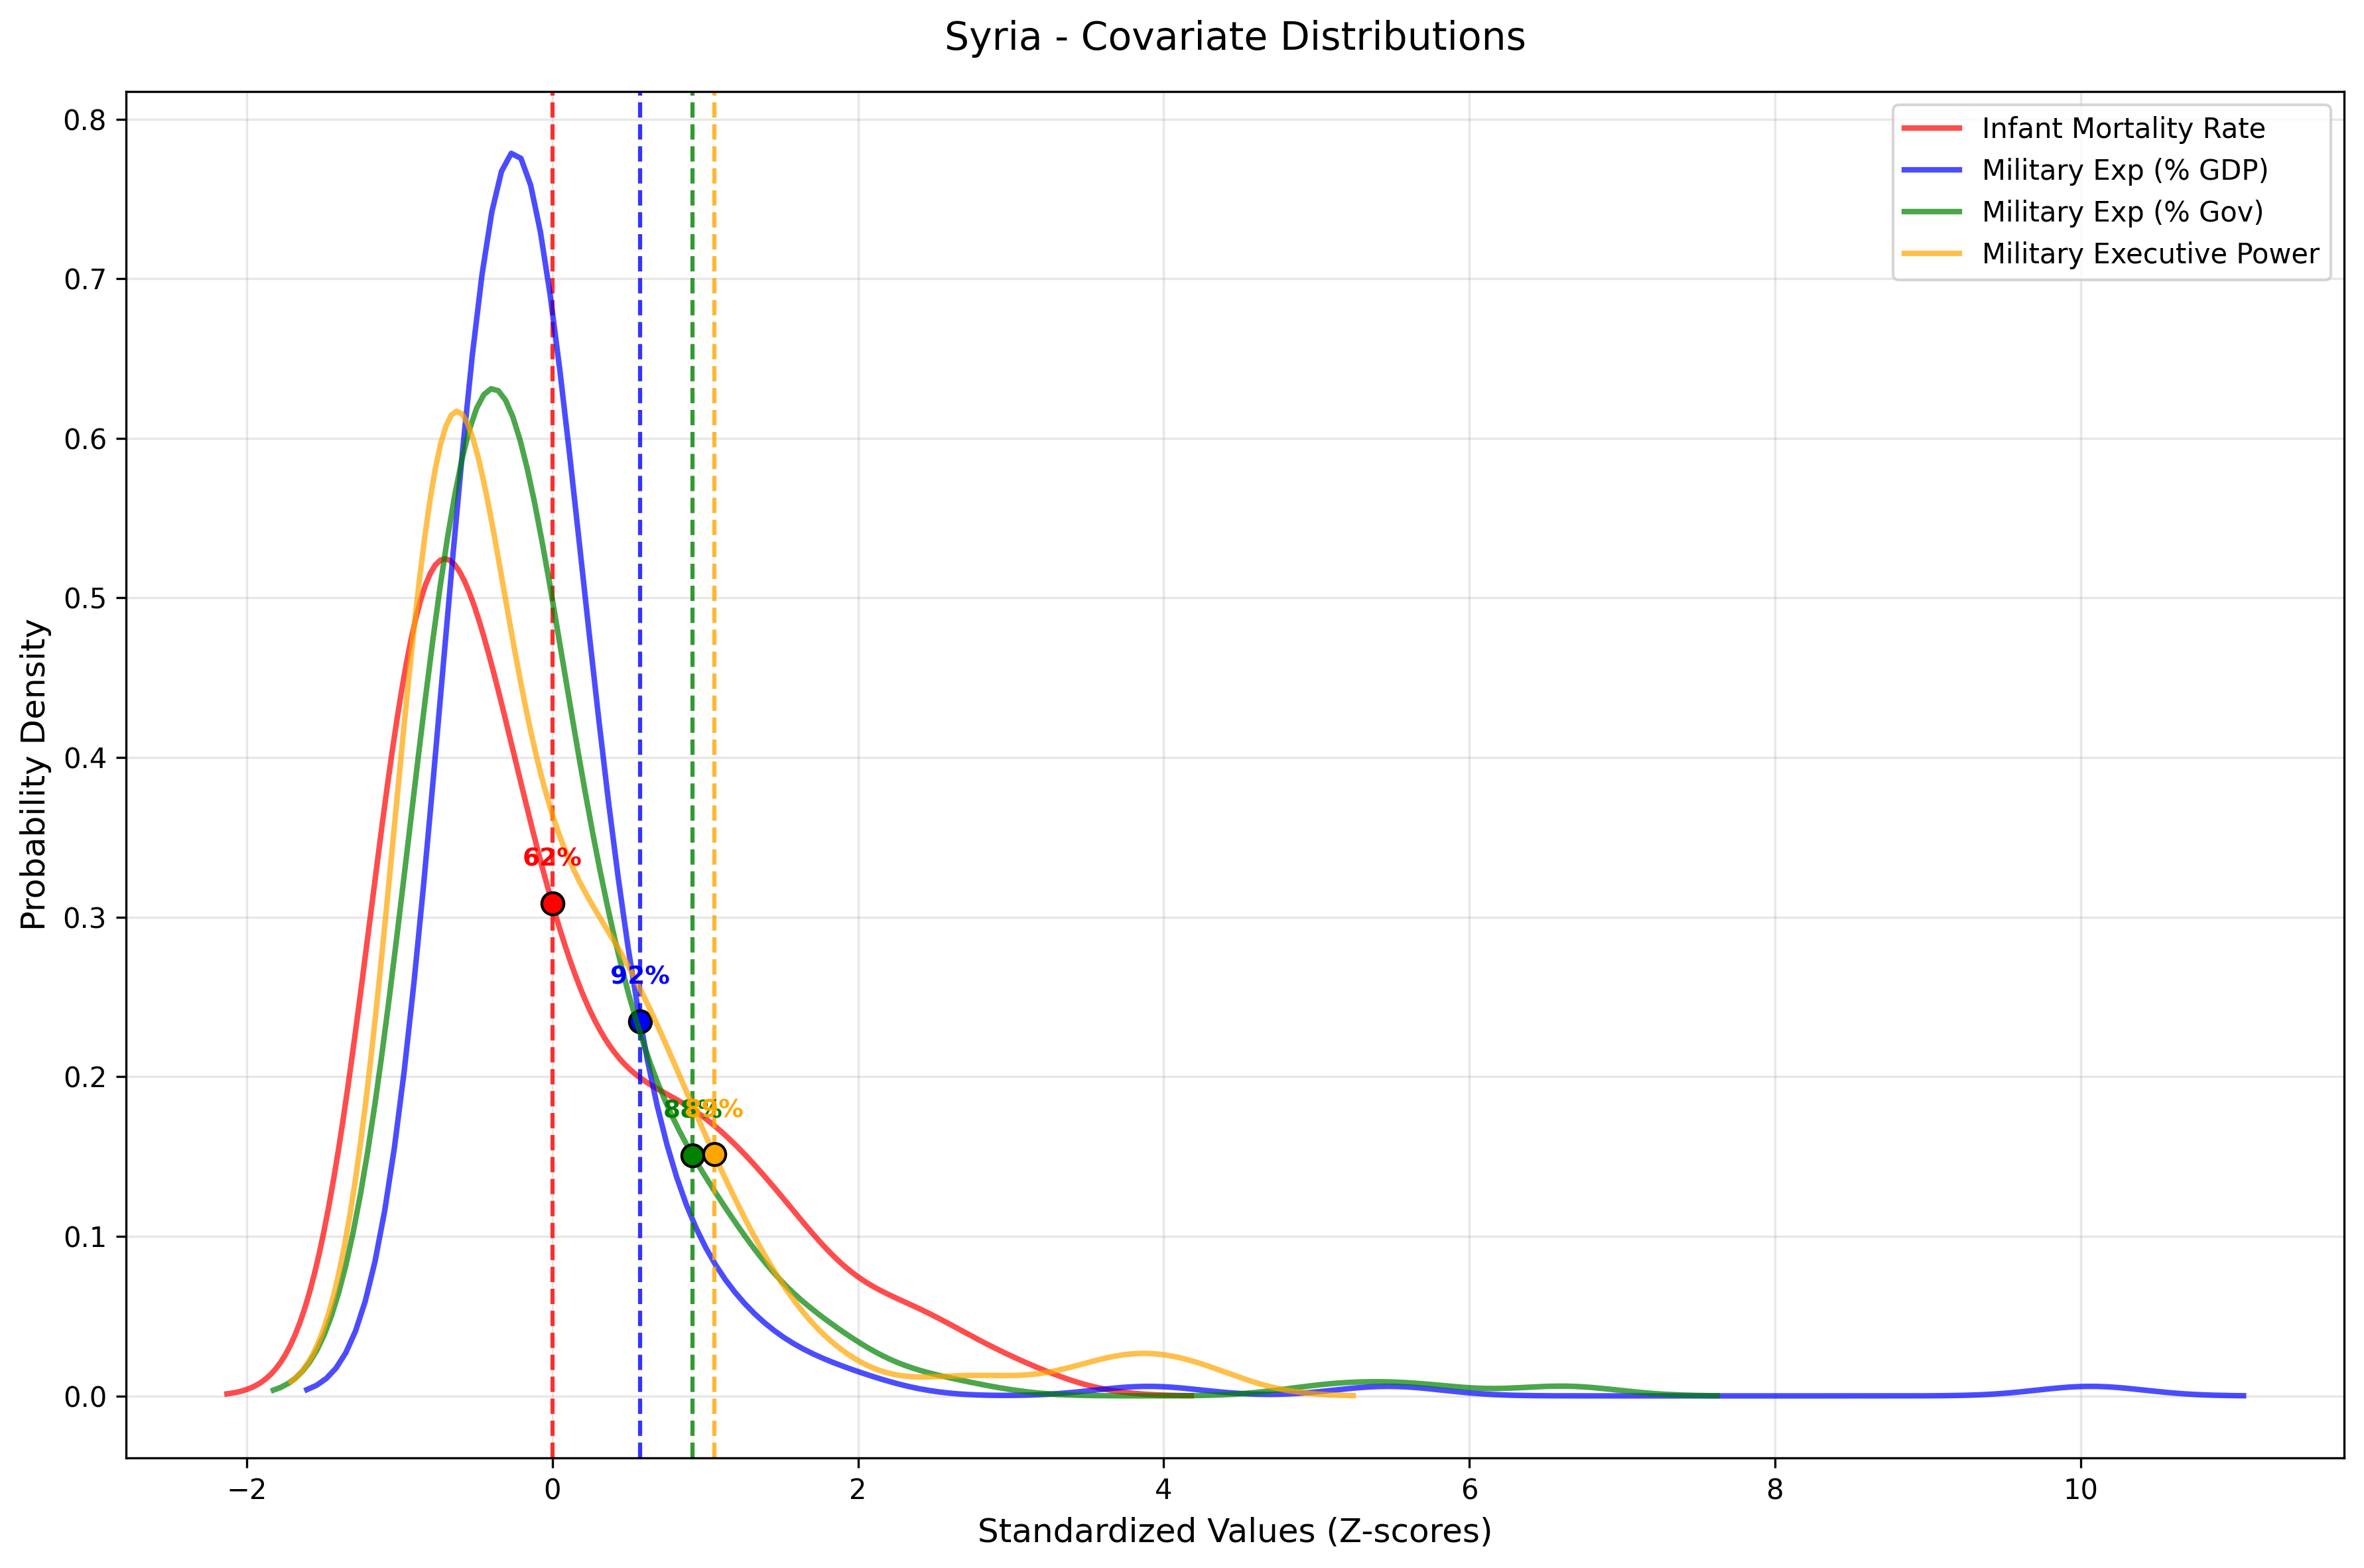 Syria - Covariate Distributions
Infant Mortality Rate
Military Exp (% GDP)
Military Exp (% Gov)
Military Executive Power
Probability Density
0.8
0.7
0.6
0.5
0.4
0.3
0.2
0.1
0.0
62%
92%
−2
0
2
4
6
8
10
Standardized Values (Z-scores)